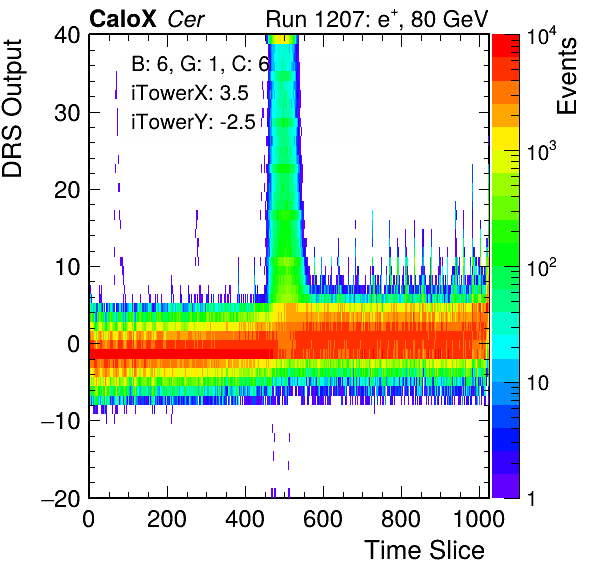 CaloX Cer Run 1207: e⁺, 80 GeV
B: 6, G: 1, C: 6
iTowerX: 3.5
iTowerY: -2.5
DRS Output
40
30
20
10
0
−10
−20
0 200 400 600 800 1000
Time Slice
Events
10⁴
10³
10²
10
1